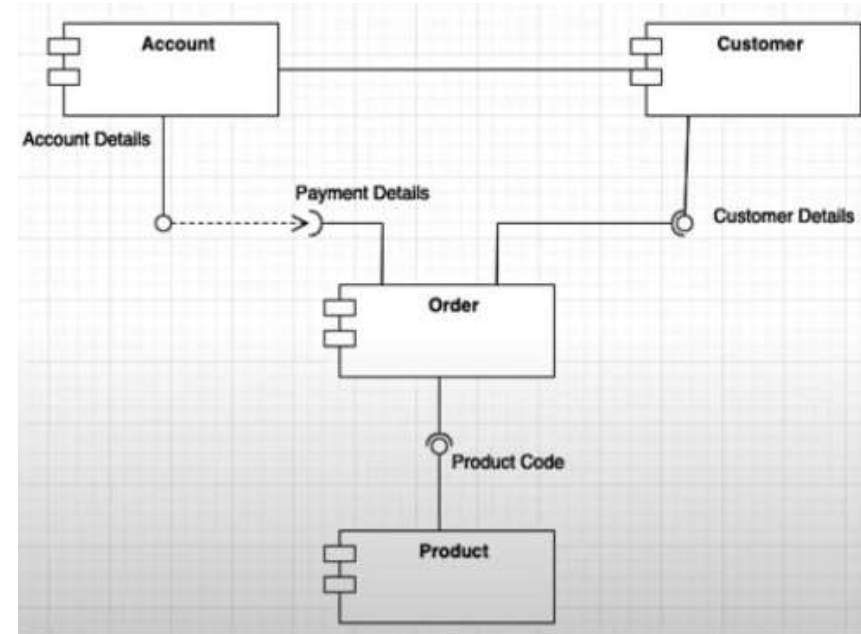 Account
Customer
Account Details
Payment Details
Customer Details
Order
Product Code
Product